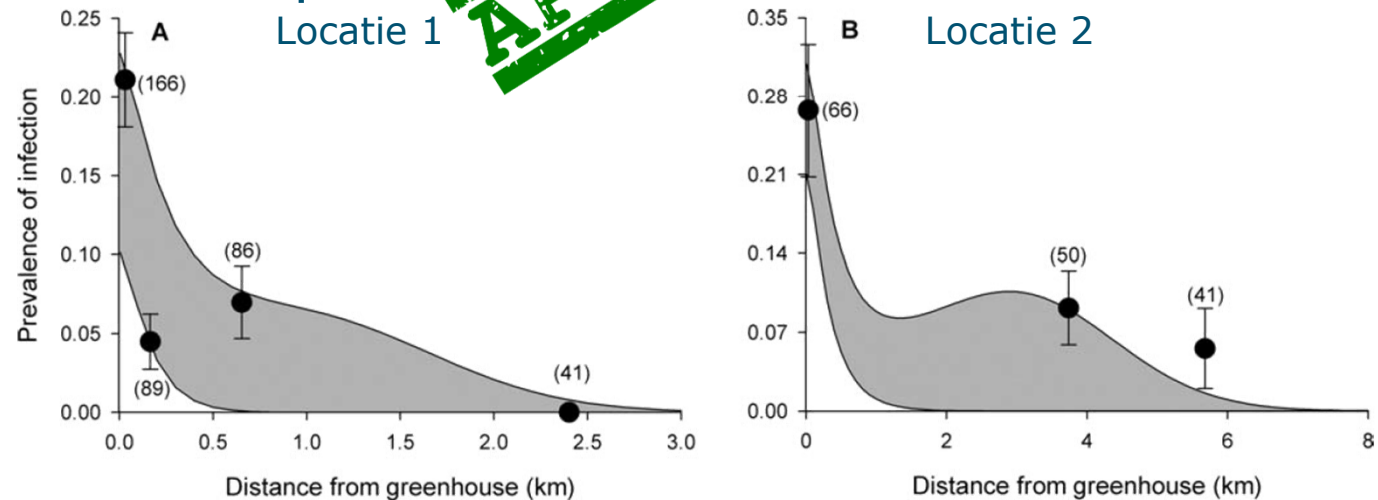 Locatie 1
A
Prevalence of infection
0.25
0.20
0.15
0.10
0.05
0.00
(166)
(89)
(86)
(41)
0.0 0.5 1.0 1.5 2.0 2.5 3.0
Distance from greenhouse (km)
Locatie 2
B
0.35
0.28
0.21
0.14
0.07
0.00
(66)
(50)
(41)
0 2 4 6 8
Distance from greenhouse (km)